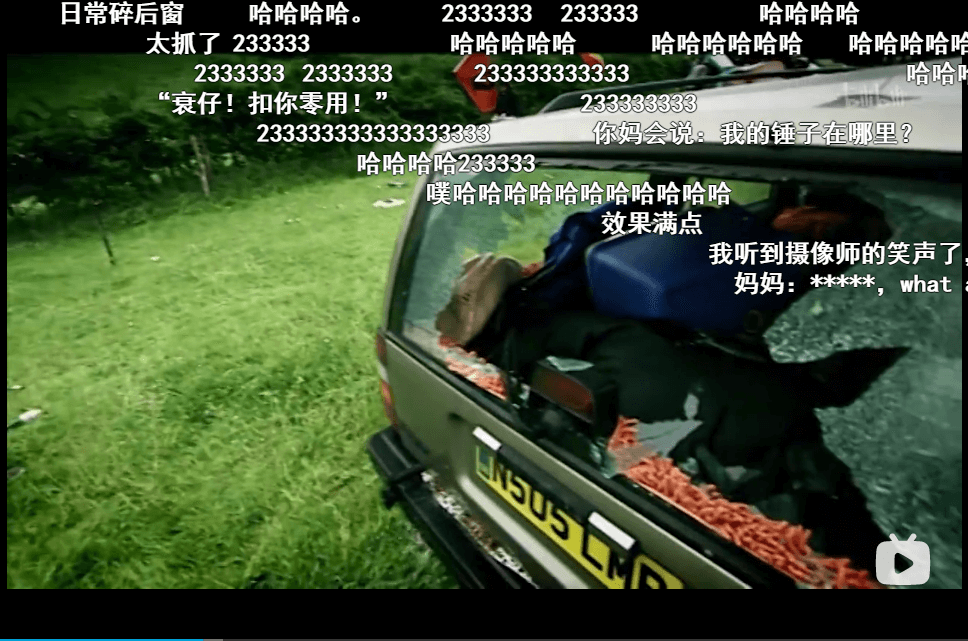 日常碎后窗 哈哈哈哈。 2333333 233333 哈哈哈哈
太抓了 233333 哈哈哈哈哈 哈哈哈哈哈哈 哈哈哈哈哈
2333333 2333333 233333333333 哈哈哈
“衰仔！扣你零用！” 233333333
233333333333333333 你妈会说：我的锤子在哪里？
哈哈哈哈233333
噗哈哈哈哈哈哈哈哈哈哈哈
效果满点
我听到摄像师的笑声了，
妈妈：*****，what a
N505 LMR